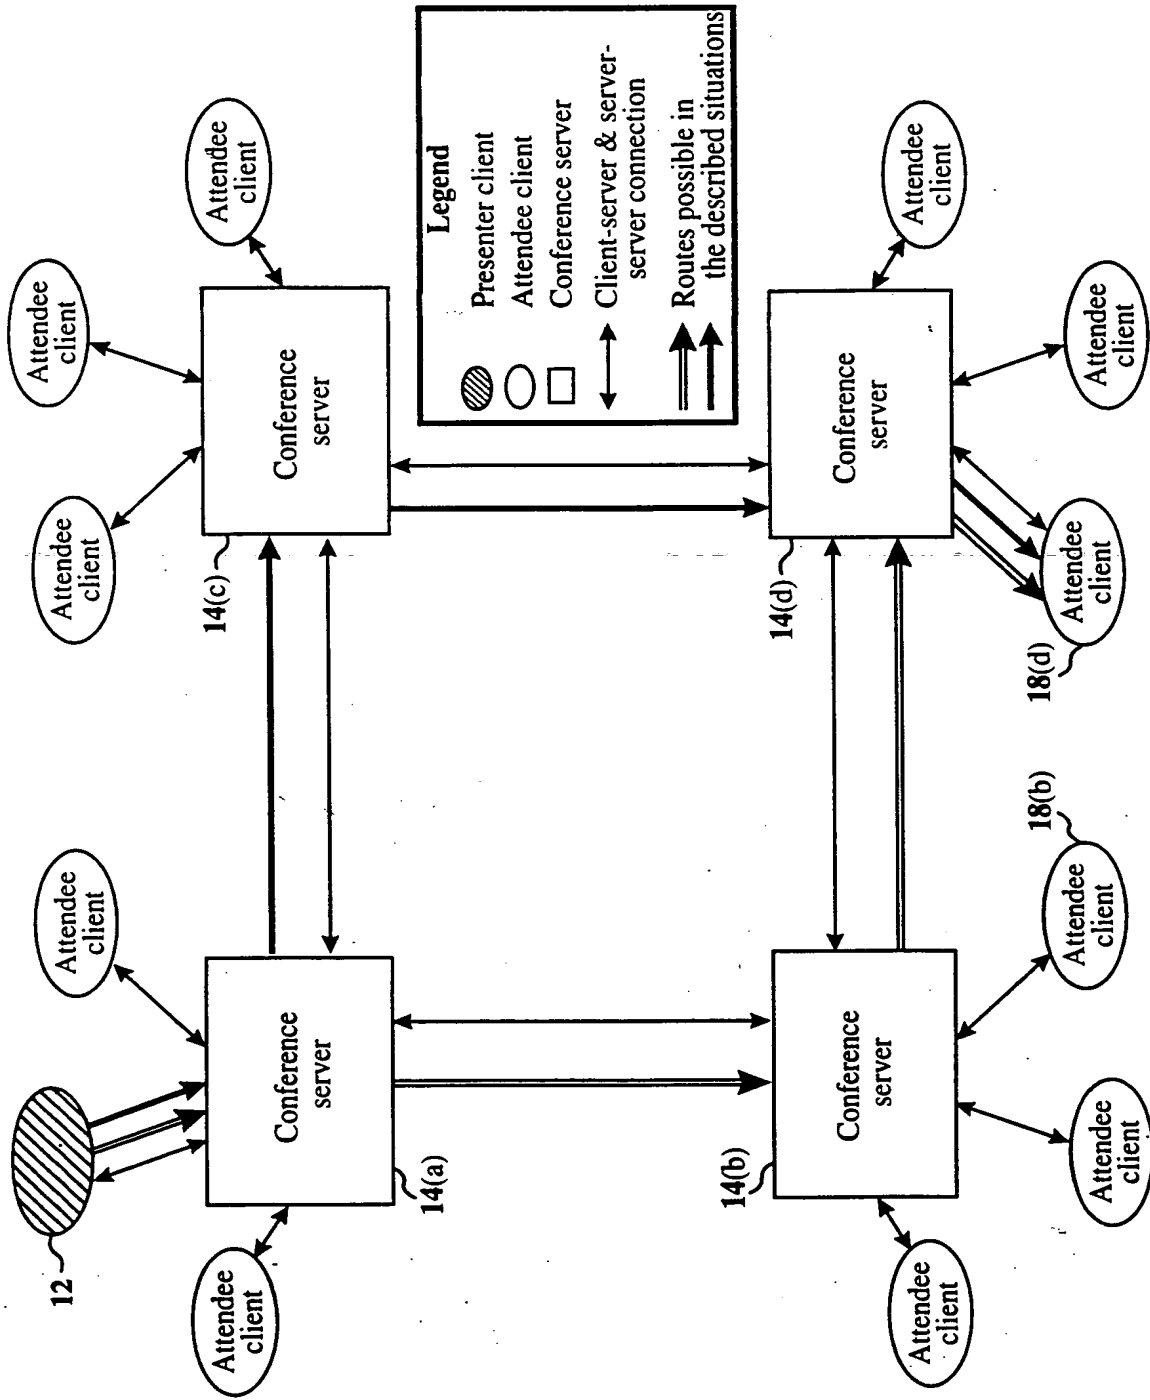 12
Attendee
client
Attendee
client
Attendee
client
Attendee
client
Attendee
client
Conference
server
14(a)
Conference
server
14(c)
Legend
Presenter client
Attendee client
Conference server
Client-server & server-
server connection
Routes possible in
the described situations
Conference
server
14(b)
Conference
server
14(d)
Attendee
client
Attendee
client
Attendee
client
18(b)
Attendee
client
18(d)
Attendee
client
Attendee
client